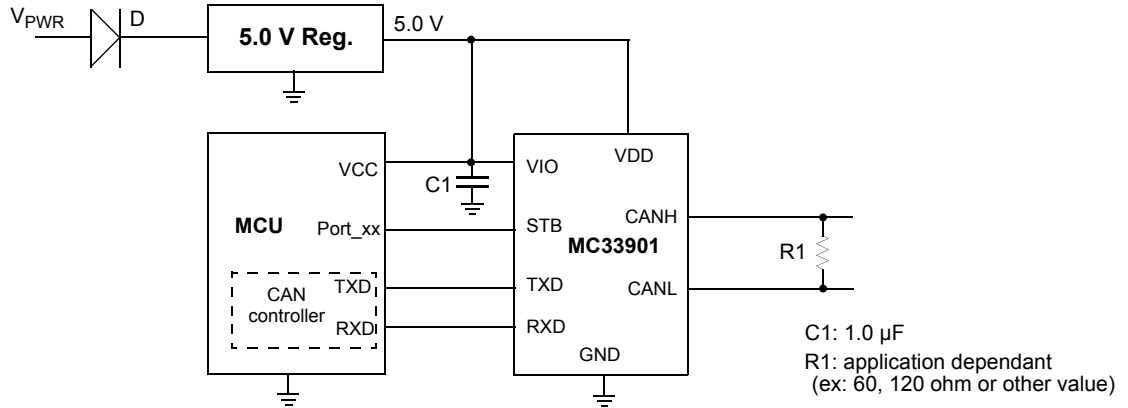 V_PWR
D
5.0 V Reg.
5.0 V
VCC
C1
VIO
VDD
MCU
Port_xx
STB
CANH
MC33901
R1
CAN
controller
TXD
TXD
CANL
RXD
RXD
GND
C1: 1.0 µF
R1: application dependant
(ex: 60, 120 ohm or other value)